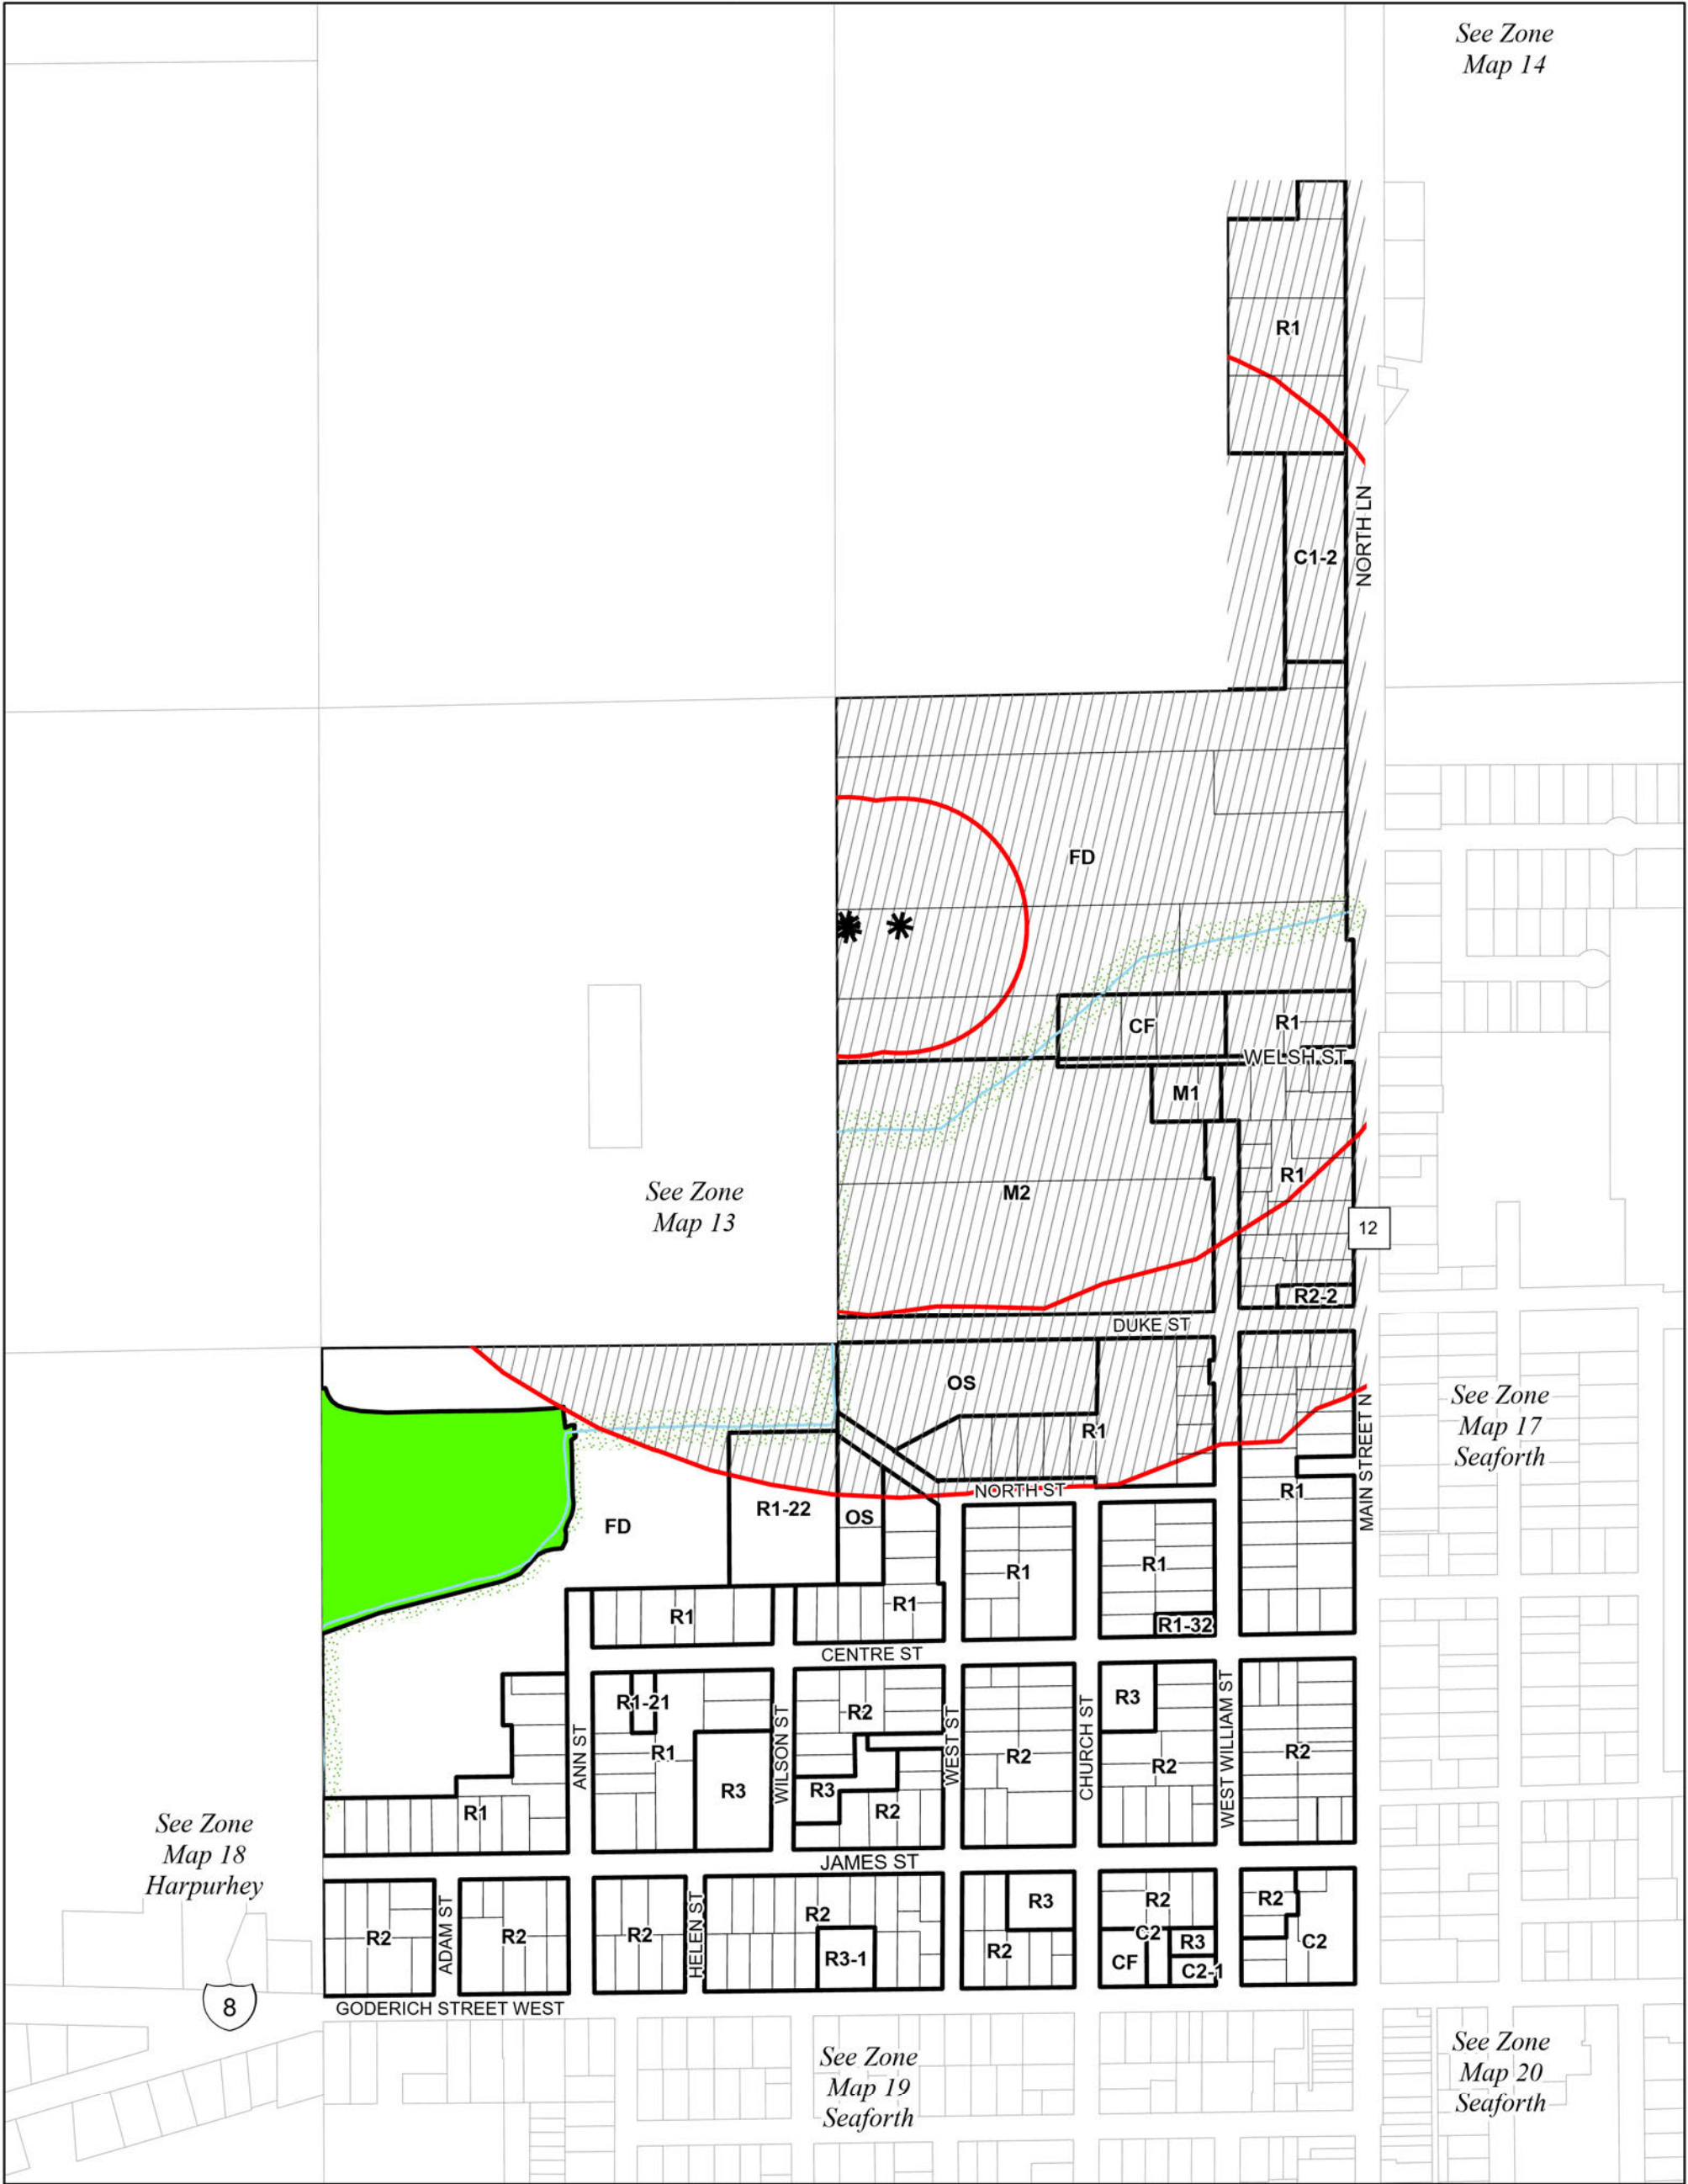 See Zone
Map 14
R1
C1-2
NORTH LN
FD
CF
R1
WELSH ST
M1
R1
M2
See Zone
Map 13
12
R2-2
DUKE ST
OS
R1
See Zone
Map 17
Seaforth
MAIN STREET N
NORTH ST
R1
R1-22
OS
FD
R1
R1
R1
R1
R1-32
CENTRE ST
R1-21
R2
R3
ANN ST
WILSON ST
WEST ST
CHURCH ST
WEST WILLIAM ST
R1
R2
R2
R2
R3
R3
R2
R1
See Zone
Map 18
Harpurhey
JAMES ST
R2
R2
R3
R2
R2
ADAM ST
R2
R2
HELEN ST
R3-1
R2
C2
R3
CF
C2-1
C2
8
GODERICH STREET WEST
See Zone
Map 19
Seaforth
See Zone
Map 20
Seaforth